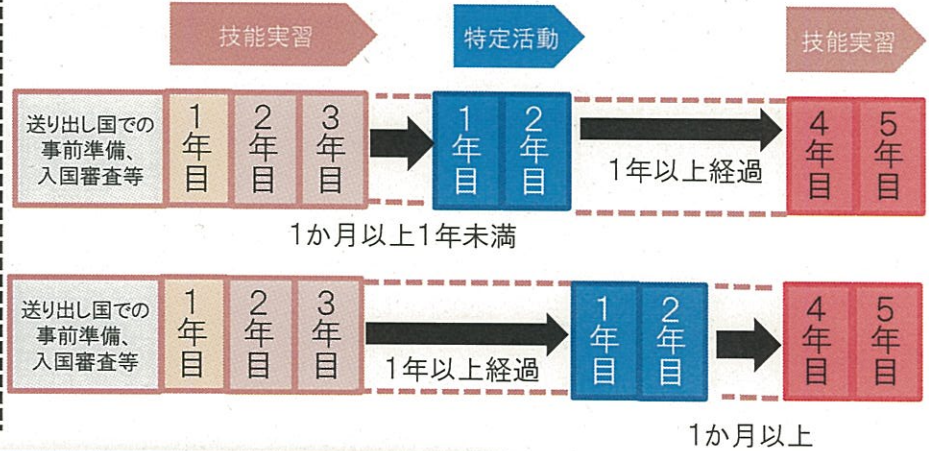 技能実習
特定活動
技能実習
送り出し国での
事前準備、
入国審査等
1年目
2年目
3年目
1年目
2年目
1年以上経過
4年目
5年目
1か月以上1年未満
送り出し国での
事前準備、
入国審査等
1年目
2年目
3年目
1年以上経過
1年目
2年目
4年目
5年目
1か月以上